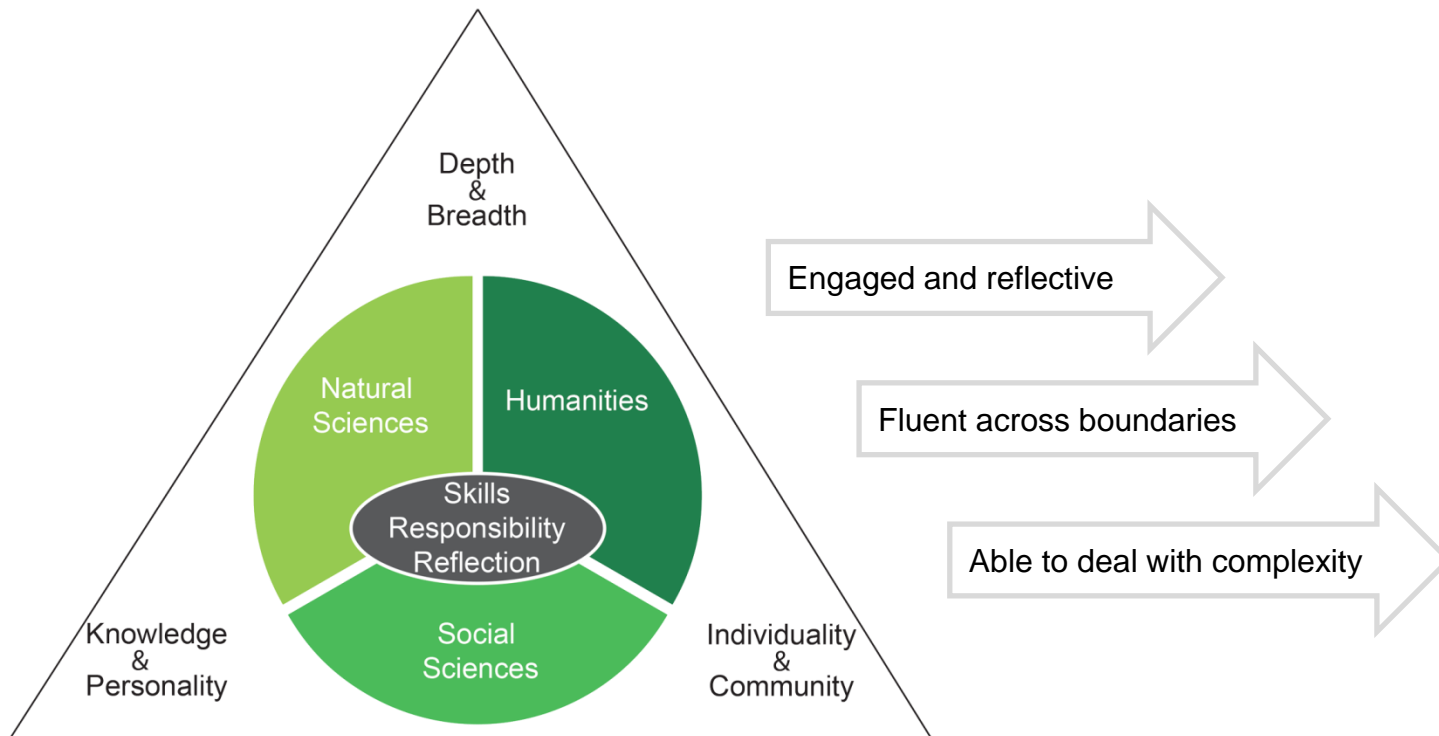 Depth
&
Breadth
Natural
Sciences
Humanities
Skills
Responsibility
Reflection
Social
Sciences
Knowledge
&
Personality
Individuality
&
Community
Engaged and reflective
Fluent across boundaries
Able to deal with complexity